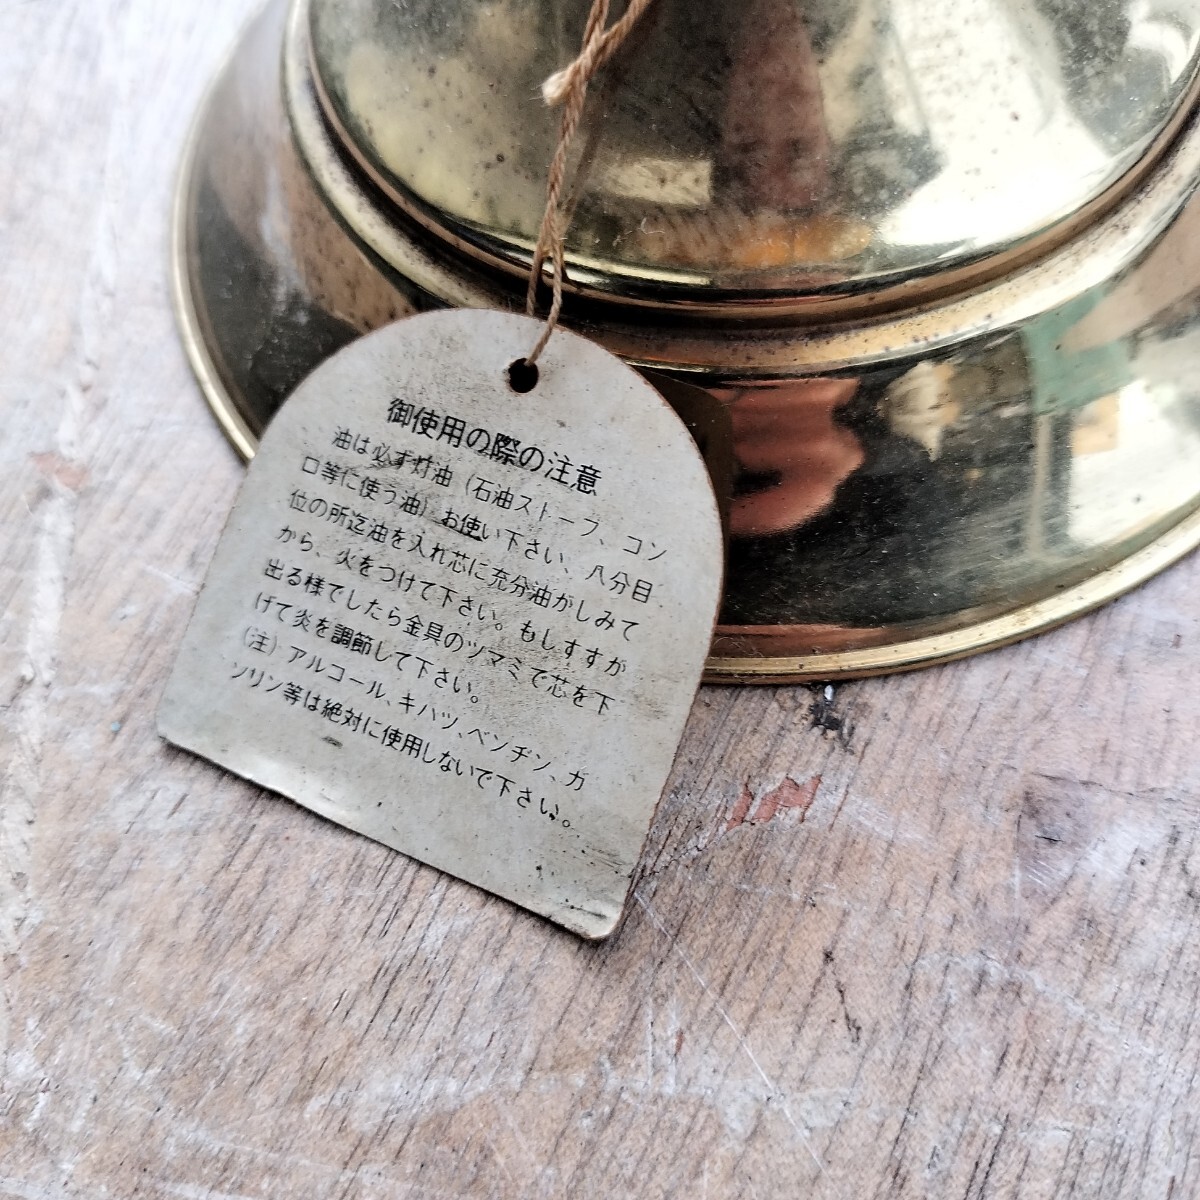 御使用の際の注意
油は必ず灯油（石油ストーブ、コン
ロ等に使う油）お使い下さい、八分目
位の所迄油を入れ芯に充分油がしみて
から、火をつけて下さい。もしすすが
出る様でしたら金具のツマミで芯を下
げて炎を調節して下さい。
（注）アルコール、キハツ、ベンヂン、ガ
ソリン等は絶対に使用しないで下さい。